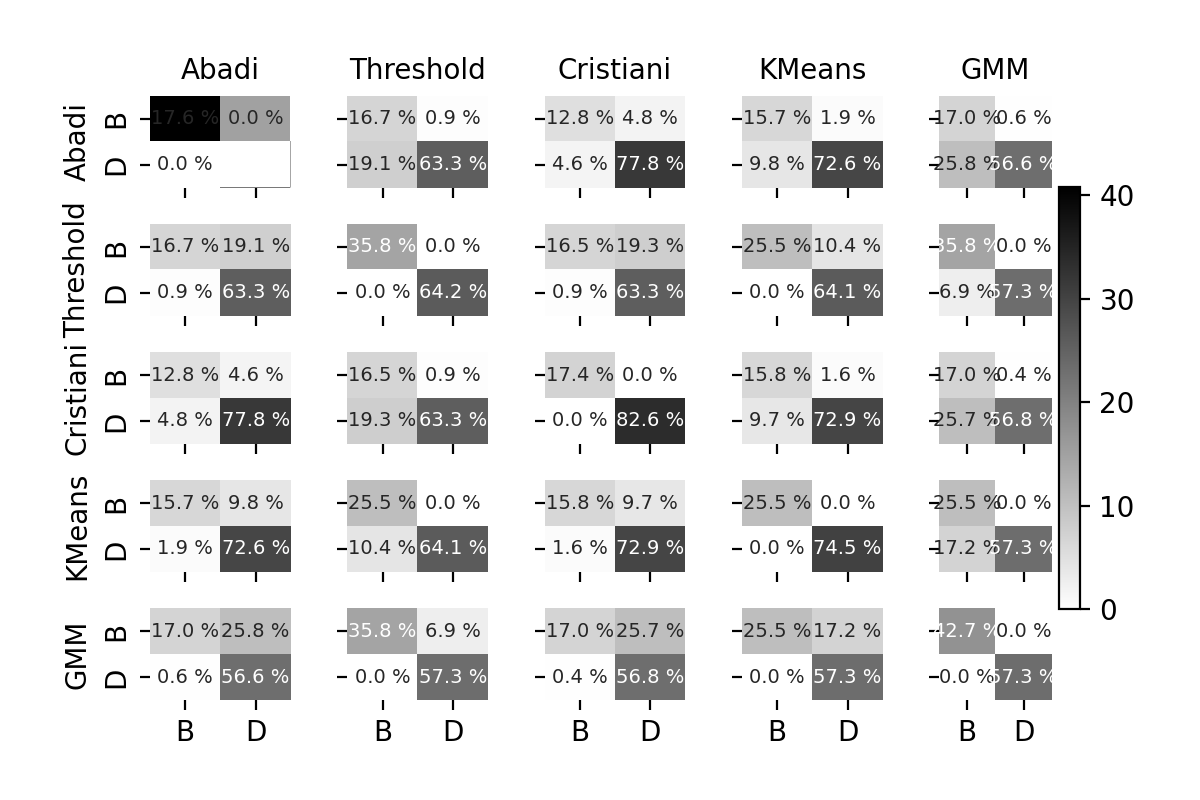 Abadi Threshold Cristiani KMeans GMM
Abadi B 17.6 % 0.0 % 16.7 % 0.9 % 12.8 % 4.8 % 15.7 % 1.9 % 17.0 % 0.6 %
D 0.0 % 19.1 % 63.3 % 4.6 % 77.8 % 9.8 % 72.6 % 25.8 % 56.6 %
40
Threshold B 16.7 % 19.1 % 35.8 % 0.0 % 16.5 % 19.3 % 25.5 % 10.4 % 35.8 % 0.0 %
D 0.9 % 63.3 % 0.0 % 64.2 % 0.9 % 63.3 % 0.0 % 64.1 % 6.9 % 57.3 %
30
Cristiani B 12.8 % 4.6 % 16.5 % 0.9 % 17.4 % 0.0 % 15.8 % 1.6 % 17.0 % 0.4 %
20
D 4.8 % 77.8 % 19.3 % 63.3 % 0.0 % 82.6 % 9.7 % 72.9 % 25.7 % 56.8 %
KMeans B 15.7 % 9.8 % 25.5 % 0.0 % 15.8 % 9.7 % 25.5 % 0.0 % 25.5 % 0.0 %
10
D 1.9 % 72.6 % 10.4 % 64.1 % 1.6 % 72.9 % 0.0 % 74.5 % 17.2 % 57.3 %
0
GMM B 17.0 % 25.8 % 35.8 % 6.9 % 17.0 % 25.7 % 25.5 % 17.2 % 42.7 % 0.0 %
D 0.6 % 56.6 % 0.0 % 57.3 % 0.4 % 56.8 % 0.0 % 57.3 % 0.0 % 57.3 %
B D B D B D B D B D